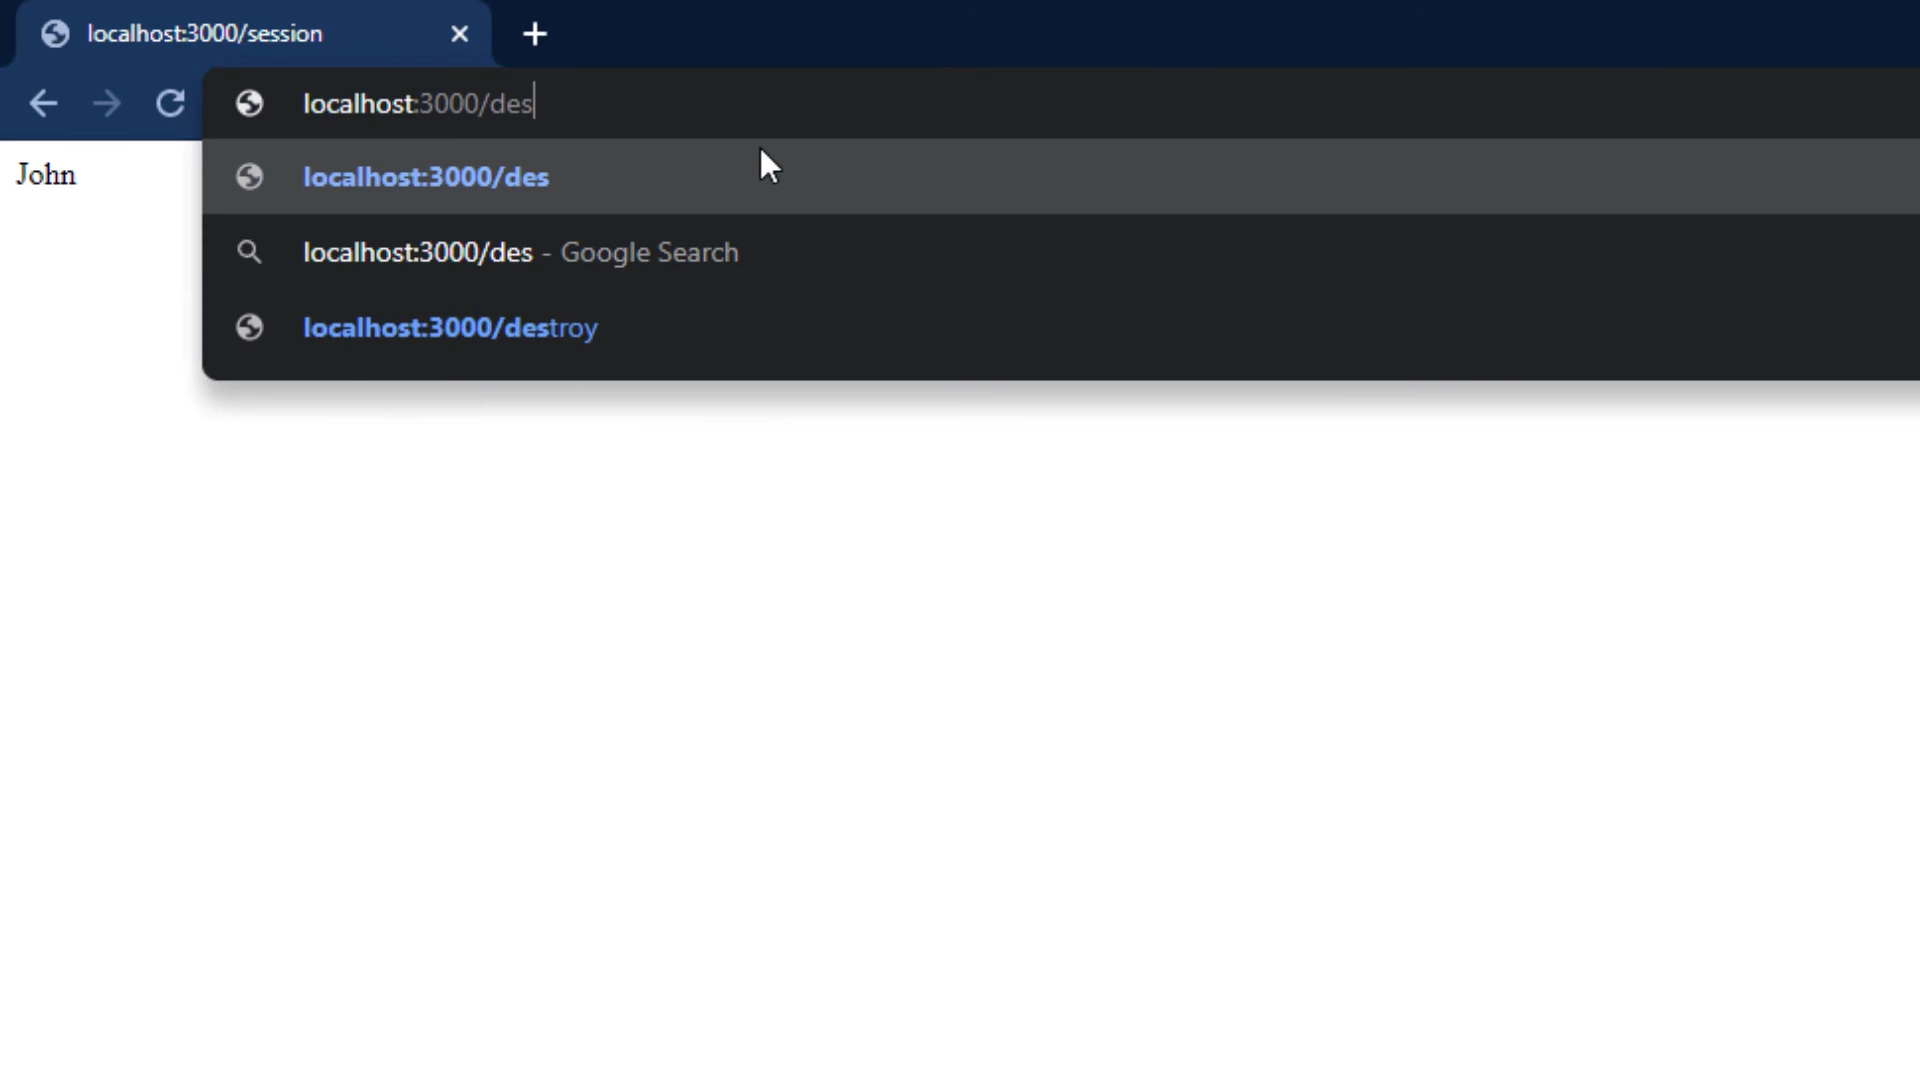 localhost:3000/session
localhost:3000/des
John
localhost:3000/des
localhost:3000/des - Google Search
localhost:3000/destroy